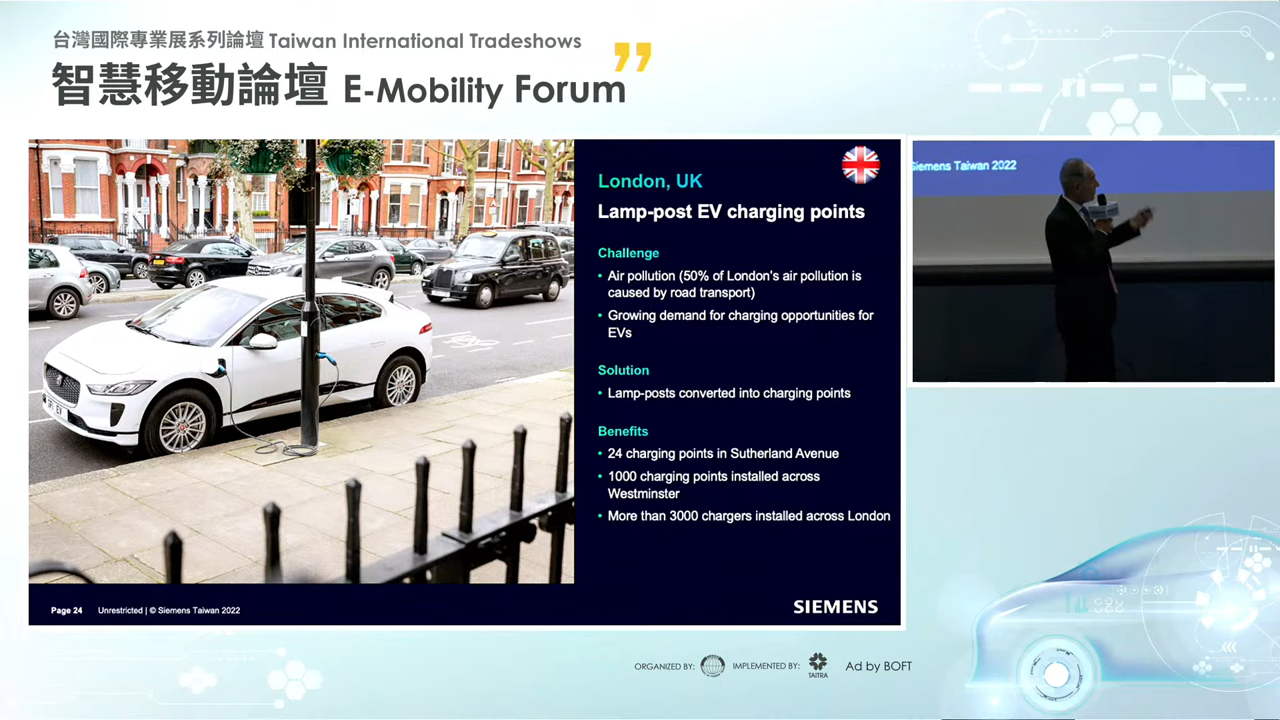 台灣國際專業展系列論壇 Taiwan International Tradeshows
智慧移動論壇 E-Mobility Forum
London, UK
Lamp-post EV charging points
Challenge
• Air pollution (50% of London's air pollution is
caused by road transport)
• Growing demand for charging opportunities for
EVs
Solution
• Lamp-posts converted into charging points
Benefits
• 24 charging points in Sutherland Avenue
• 1000 charging points installed across
Westminster
• More than 3000 chargers installed across London
Page 24 Unrestricted | © Siemens Taiwan 2022
SIEMENS
Siemens Taiwan 2022
ORGANIZED BY: IMPLEMENTED BY: TAITRA Ad by BOFT